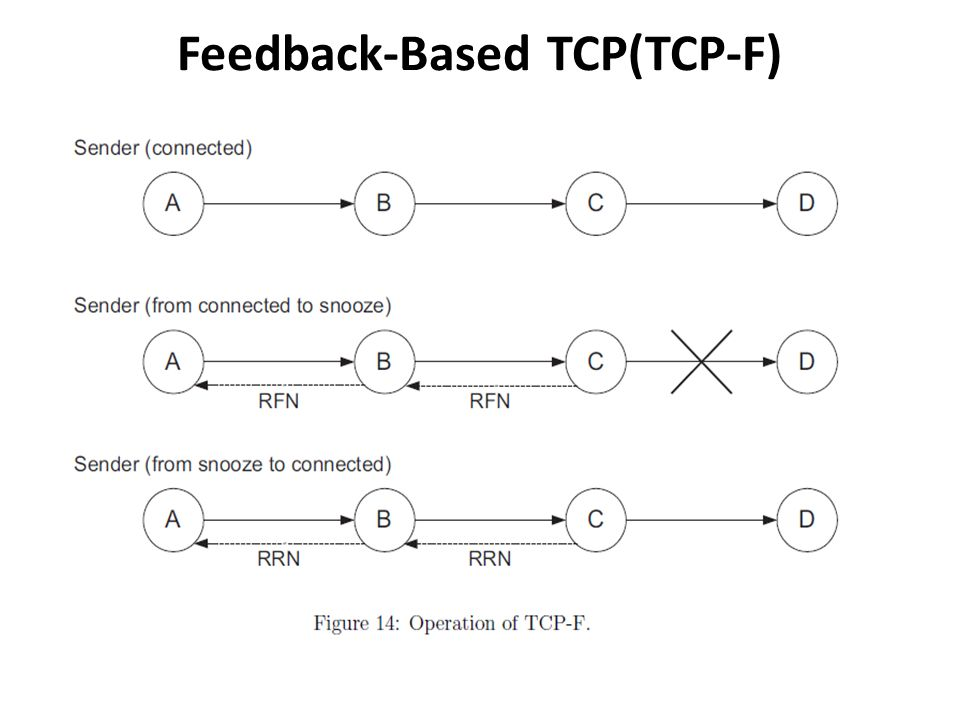 Feedback-Based TCP(TCP-F)
Sender (connected)
A B C D
Sender (from connected to snooze)
A B C D
RFN RFN
Sender (from snooze to connected)
A B C D
RRN RRN
Figure 14: Operation of TCP-F.